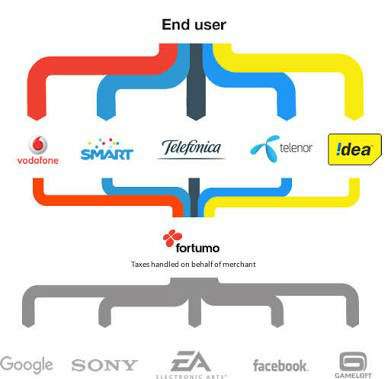 End user
vodafone
SMART
Telefónica
telenor
!dea
fortumo
Taxes handled on behalf of merchant
Google
SONY
EA
ELECTRONIC ARTS
facebook
GAMELOFT